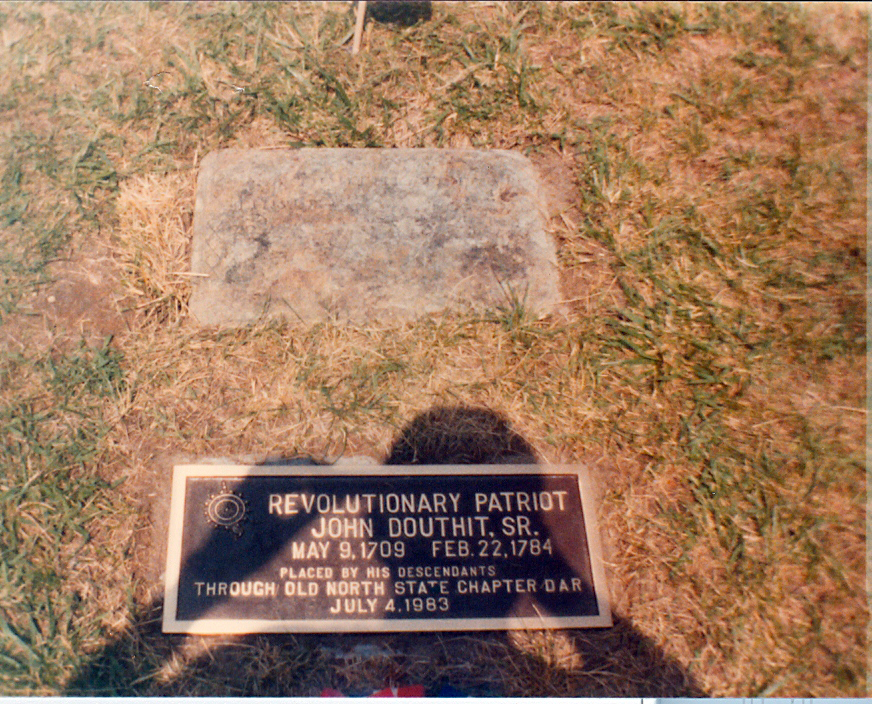 REVOLUTIONARY PATRIOT
JOHN DOUTHIT, SR.
MAY 9, 1709 FEB. 22, 1784
PLACED BY HIS DESCENDANTS
THROUGH OLD NORTH STATE CHAPTER DAR
JULY 4, 1983